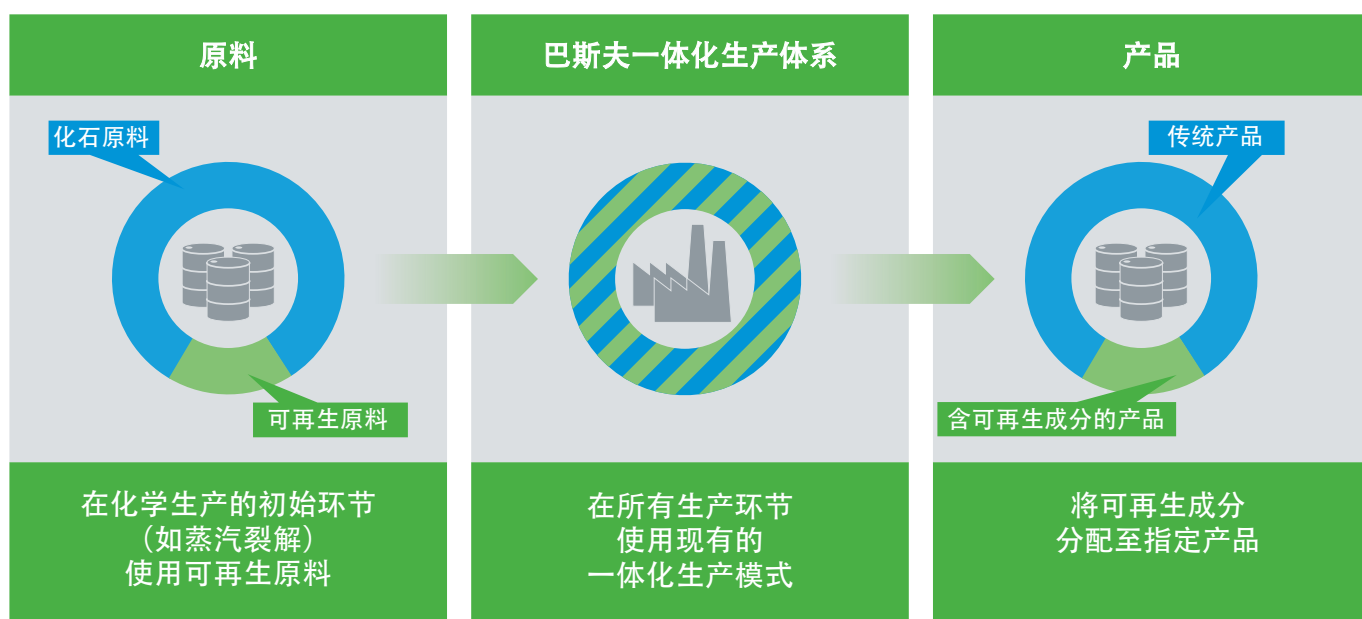 原料
化石原料
可再生原料
在化学生产的初始环节
(如蒸汽裂解)
使用可再生原料
巴斯夫一体化生产体系
在所有生产环节
使用现有的
一体化生产模式
产品
传统产品
含可再生成分的产品
将可再生成分
分配至指定产品